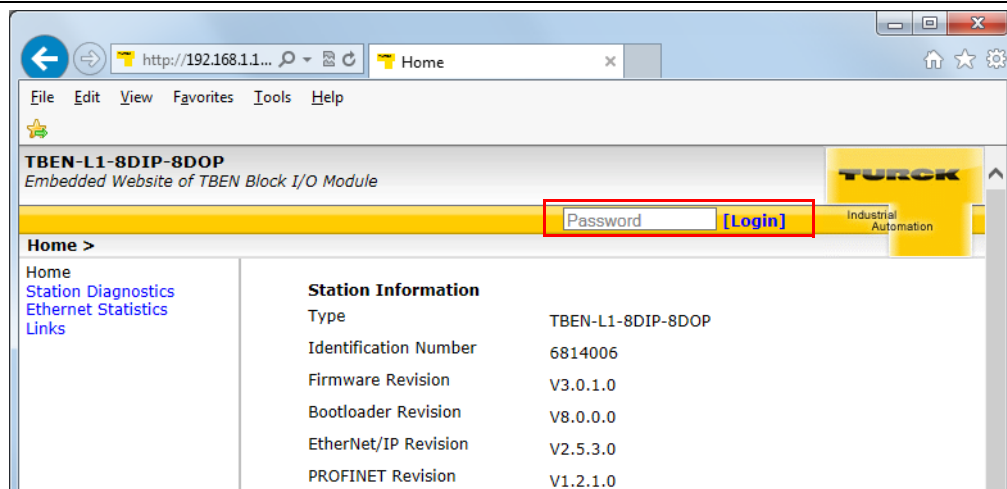 http://192.168.1.1...
Home
File Edit View Favorites Tools Help
TBEN-L1-8DIP-8DOP
Embedded Website of TBEN Block I/O Module
TURCK
Password [Login]
Industrial
Automation
Home >
Home
Station Diagnostics
Ethernet Statistics
Links
Station Information
Type TBEN-L1-8DIP-8DOP
Identification Number 6814006
Firmware Revision V3.0.1.0
Bootloader Revision V8.0.0.0
EtherNet/IP Revision V2.5.3.0
PROFINET Revision V1.2.1.0